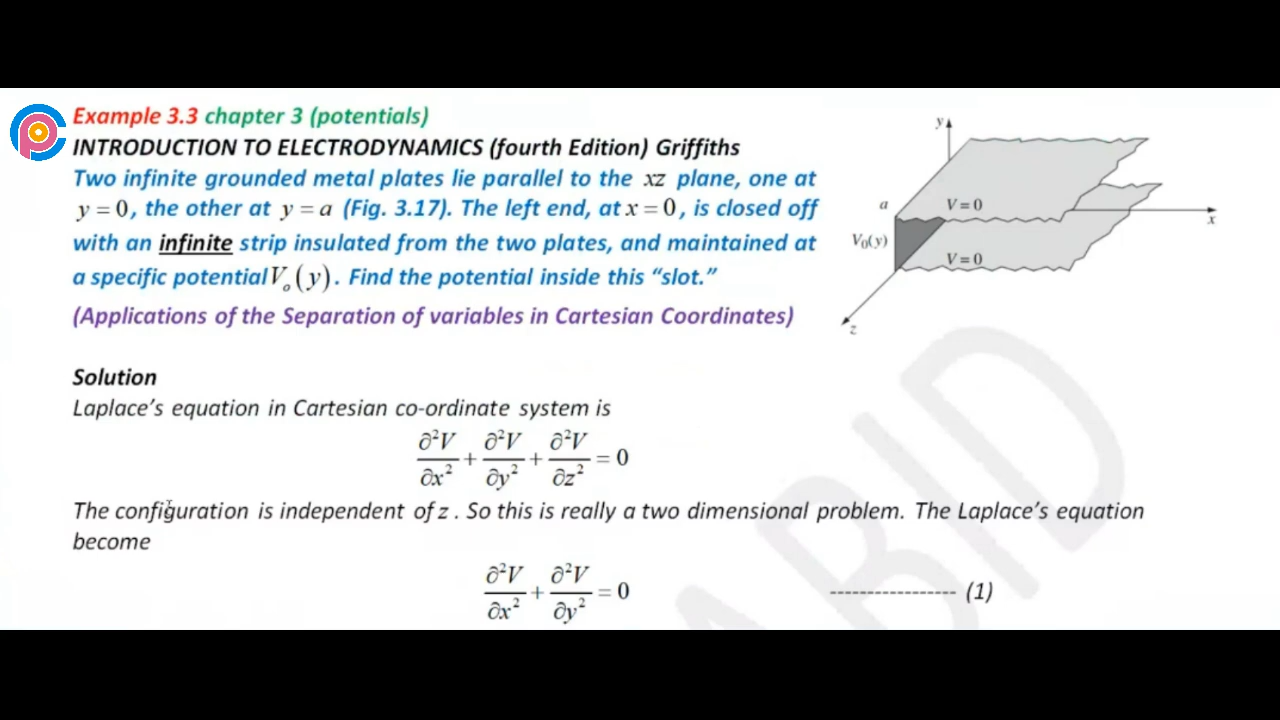 Example 3.3 chapter 3 (potentials)
INTRODUCTION TO ELECTRODYNAMICS (fourth Edition) Griffiths
Two infinite grounded metal plates lie parallel to the xz plane, one at
y = 0, the other at y = a (Fig. 3.17). The left end, at x = 0, is closed off
with an infinite strip insulated from the two plates, and maintained at
a specific potential Vₒ(y). Find the potential inside this “slot.”
(Applications of the Separation of variables in Cartesian Coordinates)
y
a
V = 0
x
V₀(y)
V = 0
z
Solution
Laplace’s equation in Cartesian co-ordinate system is
∂²V/∂x² + ∂²V/∂y² + ∂²V/∂z² = 0
The configuration is independent of z . So this is really a two dimensional problem. The Laplace’s equation
become
∂²V/∂x² + ∂²V/∂y² = 0 ------------------ (1)
ABID